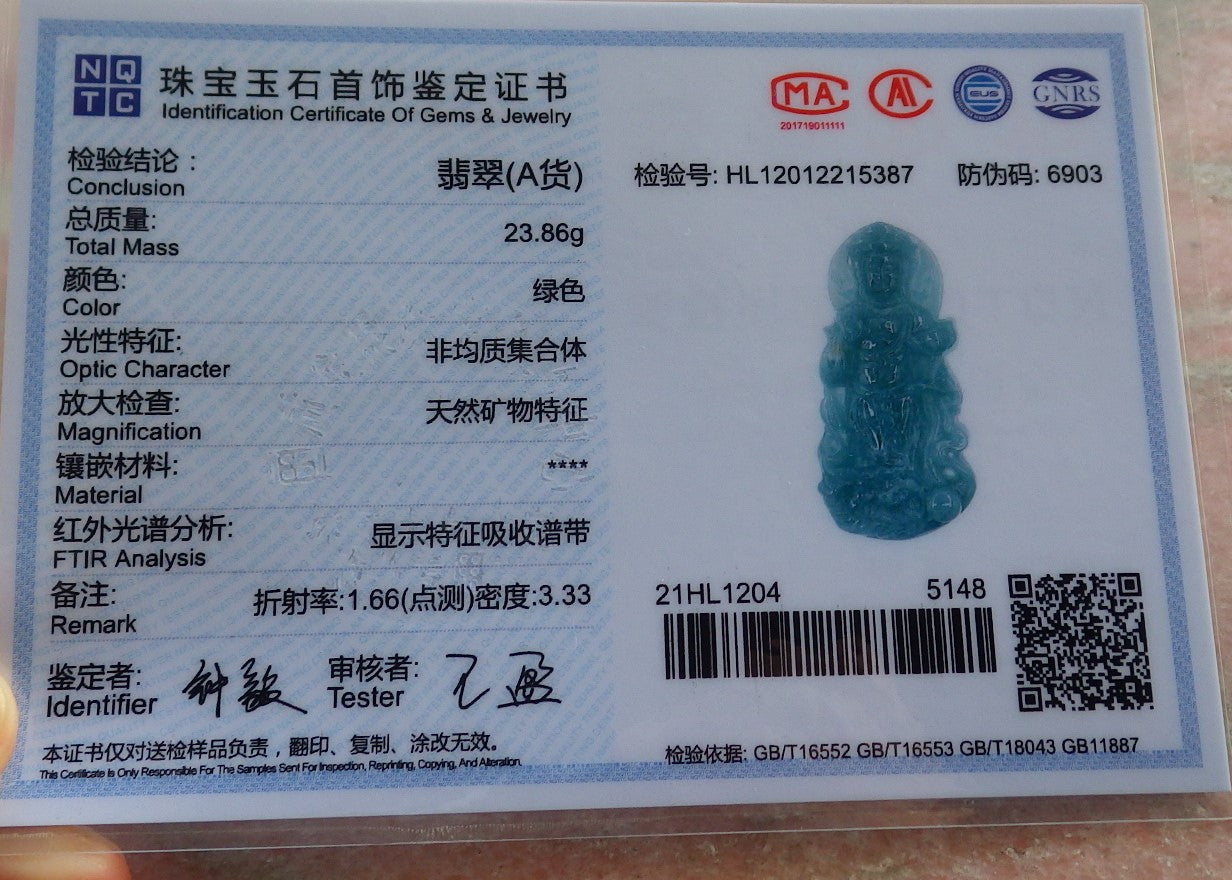 NQ
TC
珠宝玉石首饰鉴定证书
Identification Certificate Of Gems & Jewelry
检验结论：
Conclusion
翡翠(A货)
总质量:
Total Mass
23.86g
颜色:
Color
绿色
光性特征:
Optic Character
非均质集合体
放大检查:
Magnification
天然矿物特征
镶嵌材料:
Material
****
红外光谱分析:
FTIR Analysis
显示特征吸收谱带
备注:
Remark
折射率:1.66(点测)密度:3.33
鉴定者:
Identifier
审核者:
Tester
本证书仅对送检样品负责，翻印、复制、涂改无效。
This Certificate Is Only Responsible For The Samples Sent For Inspection, Reprinting, Copying, And Alteration.
MA
201719011111
GNRS
检验号: HL12012215387 防伪码: 6903
21HL1204 5148
检验依据: GB/T16552 GB/T16553 GB/T18043 GB11887